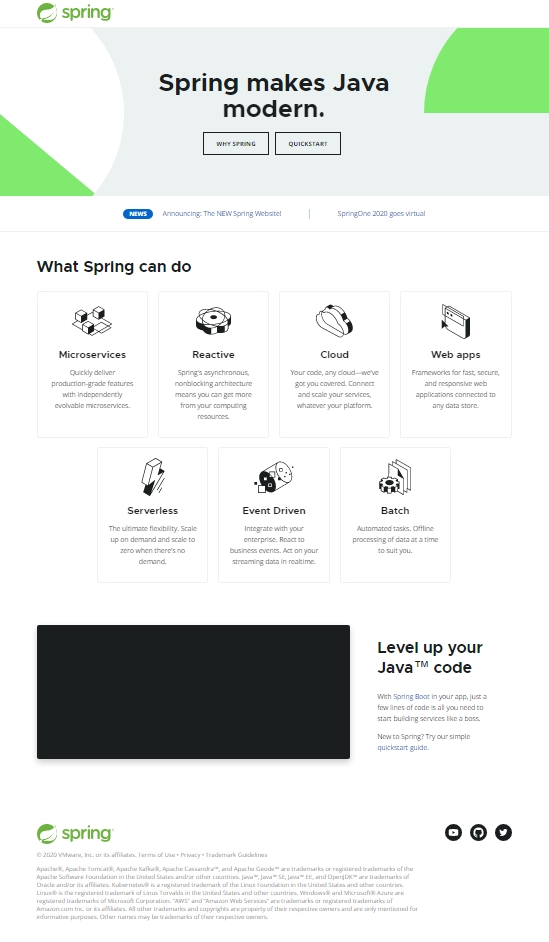 spring
Spring makes Java
modern.
WHY SPRING
QUICKSTART
NEWS
Announcing: The NEW Spring Website!
SpringOne 2020 goes virtual
What Spring can do
Microservices
Quickly deliver
production-grade features
with independently
evolvable microservices.
Reactive
Spring's asynchronous,
nonblocking architecture
means you can get more
from your computing
resources.
Cloud
Your code, any cloud—we've
got you covered. Connect
and scale your services,
whatever your platform.
Web apps
Frameworks for fast, secure,
and responsive web
applications connected to
any data store.
Serverless
The ultimate flexibility. Scale
up on demand and scale to
zero when there's no
demand.
Event Driven
Integrate with your
enterprise. React to
business events. Act on your
streaming data in realtime.
Batch
Automated tasks. Offline
processing of data at a time
to suit you.
Level up your
Java™ code
With Spring Boot in your app, just a
few lines of code is all you need to
start building services like a boss.
New to Spring? Try our simple
quickstart guide.
spring
© 2020 VMware, Inc. or its affiliates. Terms of Use • Privacy • Trademark Guidelines
Apache®, Apache Tomcat®, Apache Kafka®, Apache Cassandra™, and Apache Geode™ are trademarks or registered trademarks of the
Apache Software Foundation in the United States and/or other countries. Java™, Java™ SE, Java™ EE, and OpenJDK™ are trademarks of
Oracle and/or its affiliates. Kubernetes® is a registered trademark of the Linux Foundation in the United States and other countries.
Linux® is the registered trademark of Linus Torvalds in the United States and other countries. Windows® and Microsoft® Azure are
registered trademarks of Microsoft Corporation. "AWS" and "Amazon Web Services" are trademarks or registered trademarks of
Amazon.com Inc. or its affiliates. All other trademarks and copyrights are property of their respective owners and are only mentioned for
informative purposes. Other names may be trademarks of their respective owners.